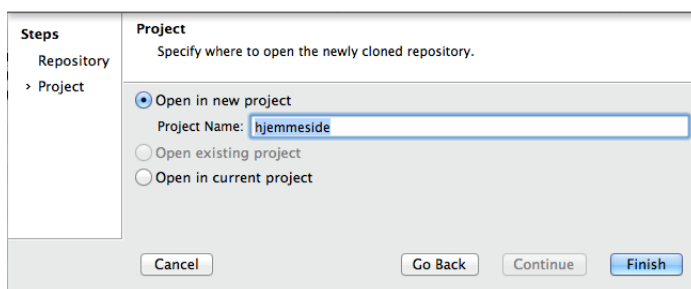 Steps
Repository
› Project
Project
Specify where to open the newly cloned repository.
Open in new project
Project Name: hjemmeside
Open existing project
Open in current project
Cancel Go Back Continue Finish